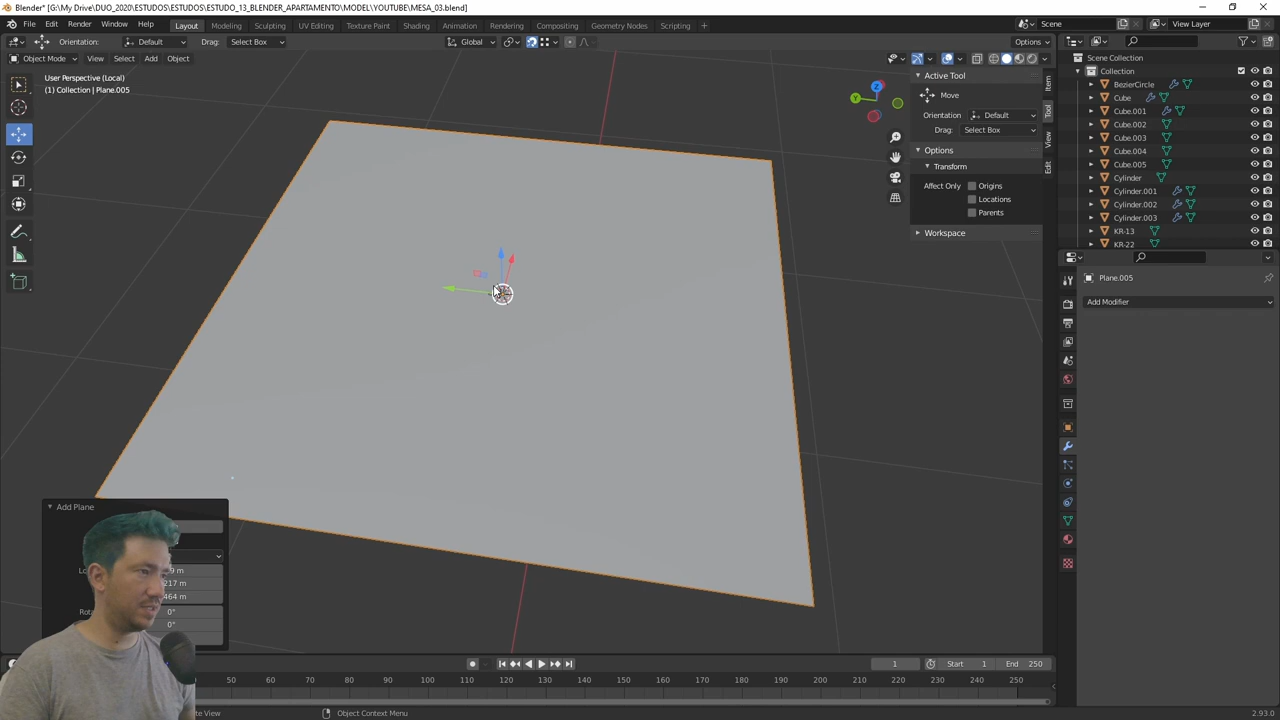 Blender* [G:\My Drive\DUO_2020\ESTUDOS\ESTUDOS\ESTUDO_13_BLENDER_APARTAMENTO\MODEL\YOUTUBE\MESA_03.blend]
File Edit Render Window Help Layout Modeling Sculpting UV Editing Texture Paint Shading Animation Rendering Compositing Geometry Nodes Scripting Scene View Layer
Orientation: Default Drag: Select Box Global Options
Object Mode View Select Add Object
User Perspective (Local)
(1) Collection | Plane.005
Z
Y
Active Tool
Move
Orientation Default
Drag: Select Box
Options
Transform
Affect Only Origins
Locations
Parents
Workspace
Item
Tool
View
Edit
Scene Collection
Collection
BezierCircle
Cube
Cube.001
Cube.002
Cube.003
Cube.004
Cube.005
Cylinder
Cylinder.001
Cylinder.002
Cylinder.003
KR-13
KR-22
Plane.005
Add Modifier
Add Plane
9 m
217 m
464 m
0°
0°
1 Start 1 End 250
50 60 70 80 90 100 110 120 130 140 150 160 170 180 190 200 210 220 230 240 250
View Object Context Menu 2.93.0